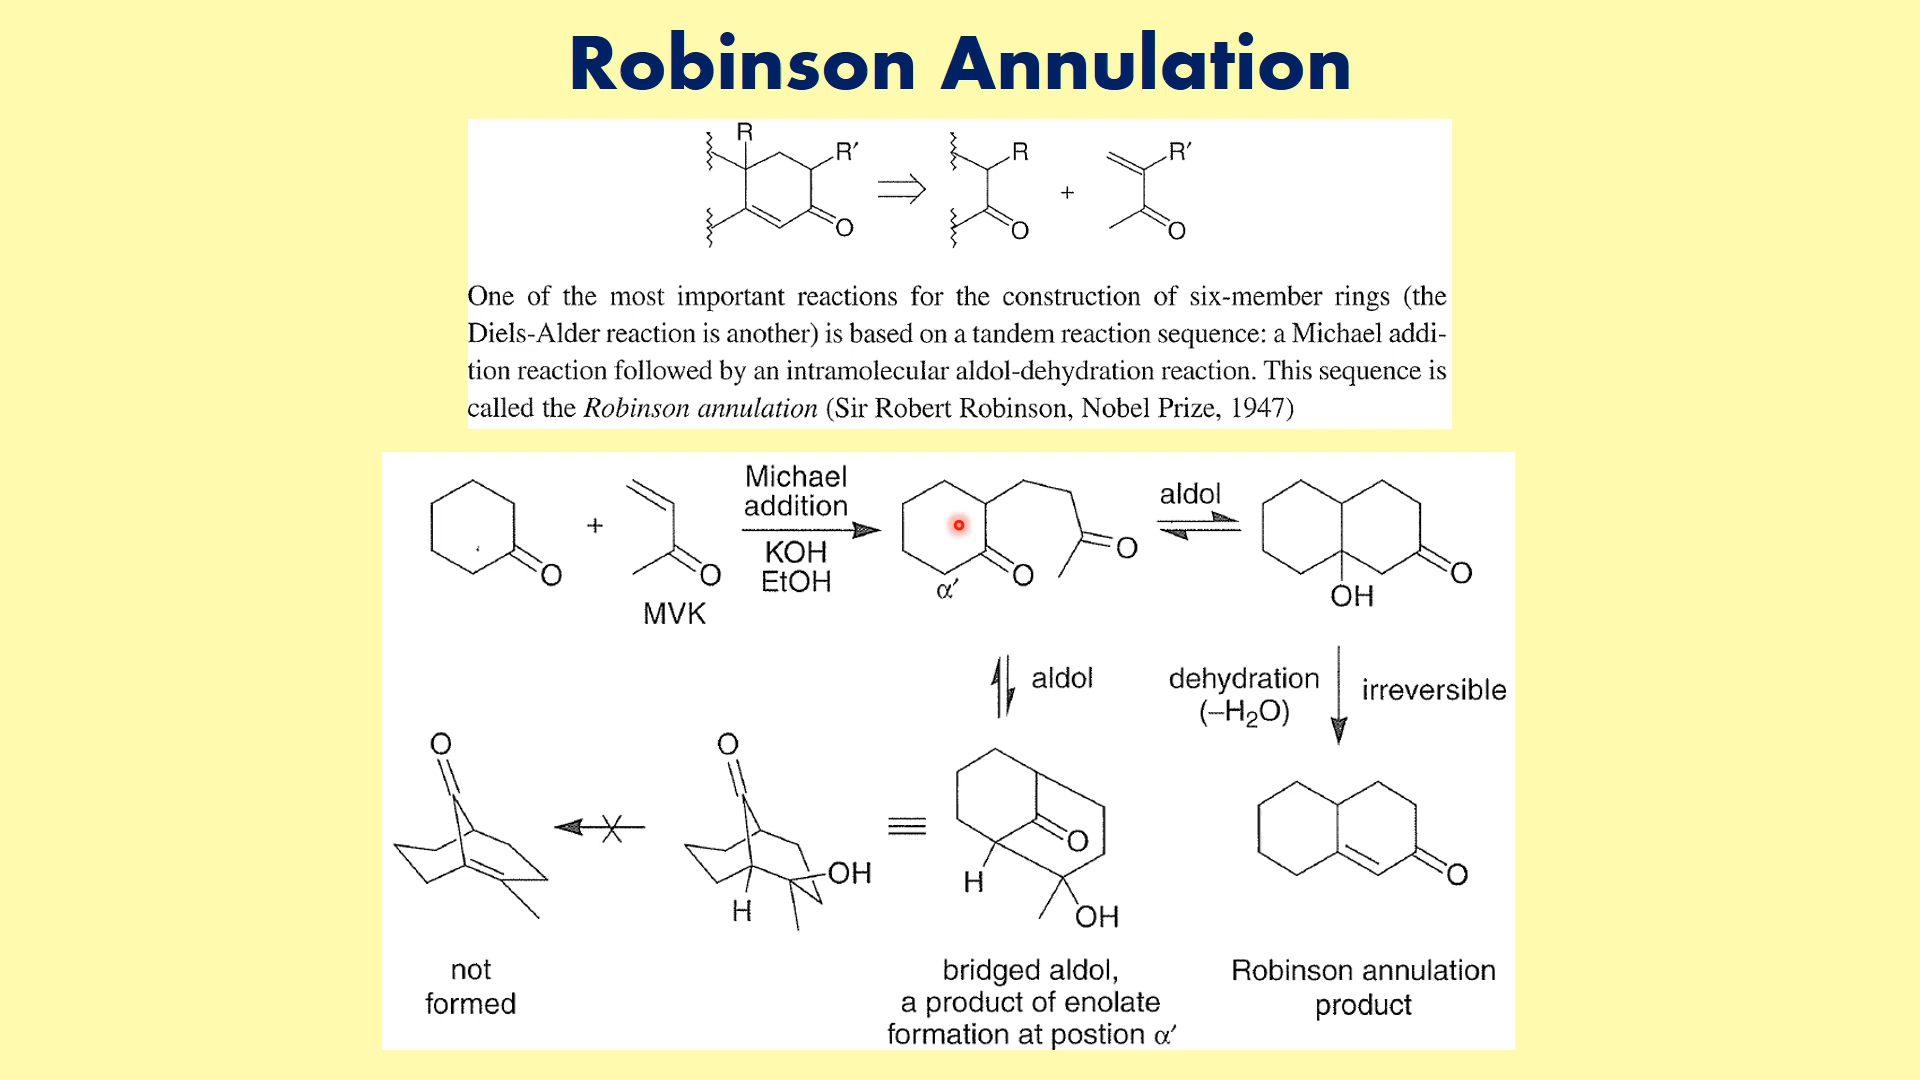 Robinson Annulation
R
R′
O
R
O
+
R′
O
One of the most important reactions for the construction of six-member rings (the
Diels-Alder reaction is another) is based on a tandem reaction sequence: a Michael addi-
tion reaction followed by an intramolecular aldol-dehydration reaction. This sequence is
called the Robinson annulation (Sir Robert Robinson, Nobel Prize, 1947)
O
+
O
MVK
Michael
addition
KOH
EtOH
O
α′
O
aldol
O
OH
aldol
dehydration
(–H₂O)
irreversible
O
O
OH
H
O
H
OH
O
not
formed
bridged aldol,
a product of enolate
formation at postion α′
Robinson annulation
product